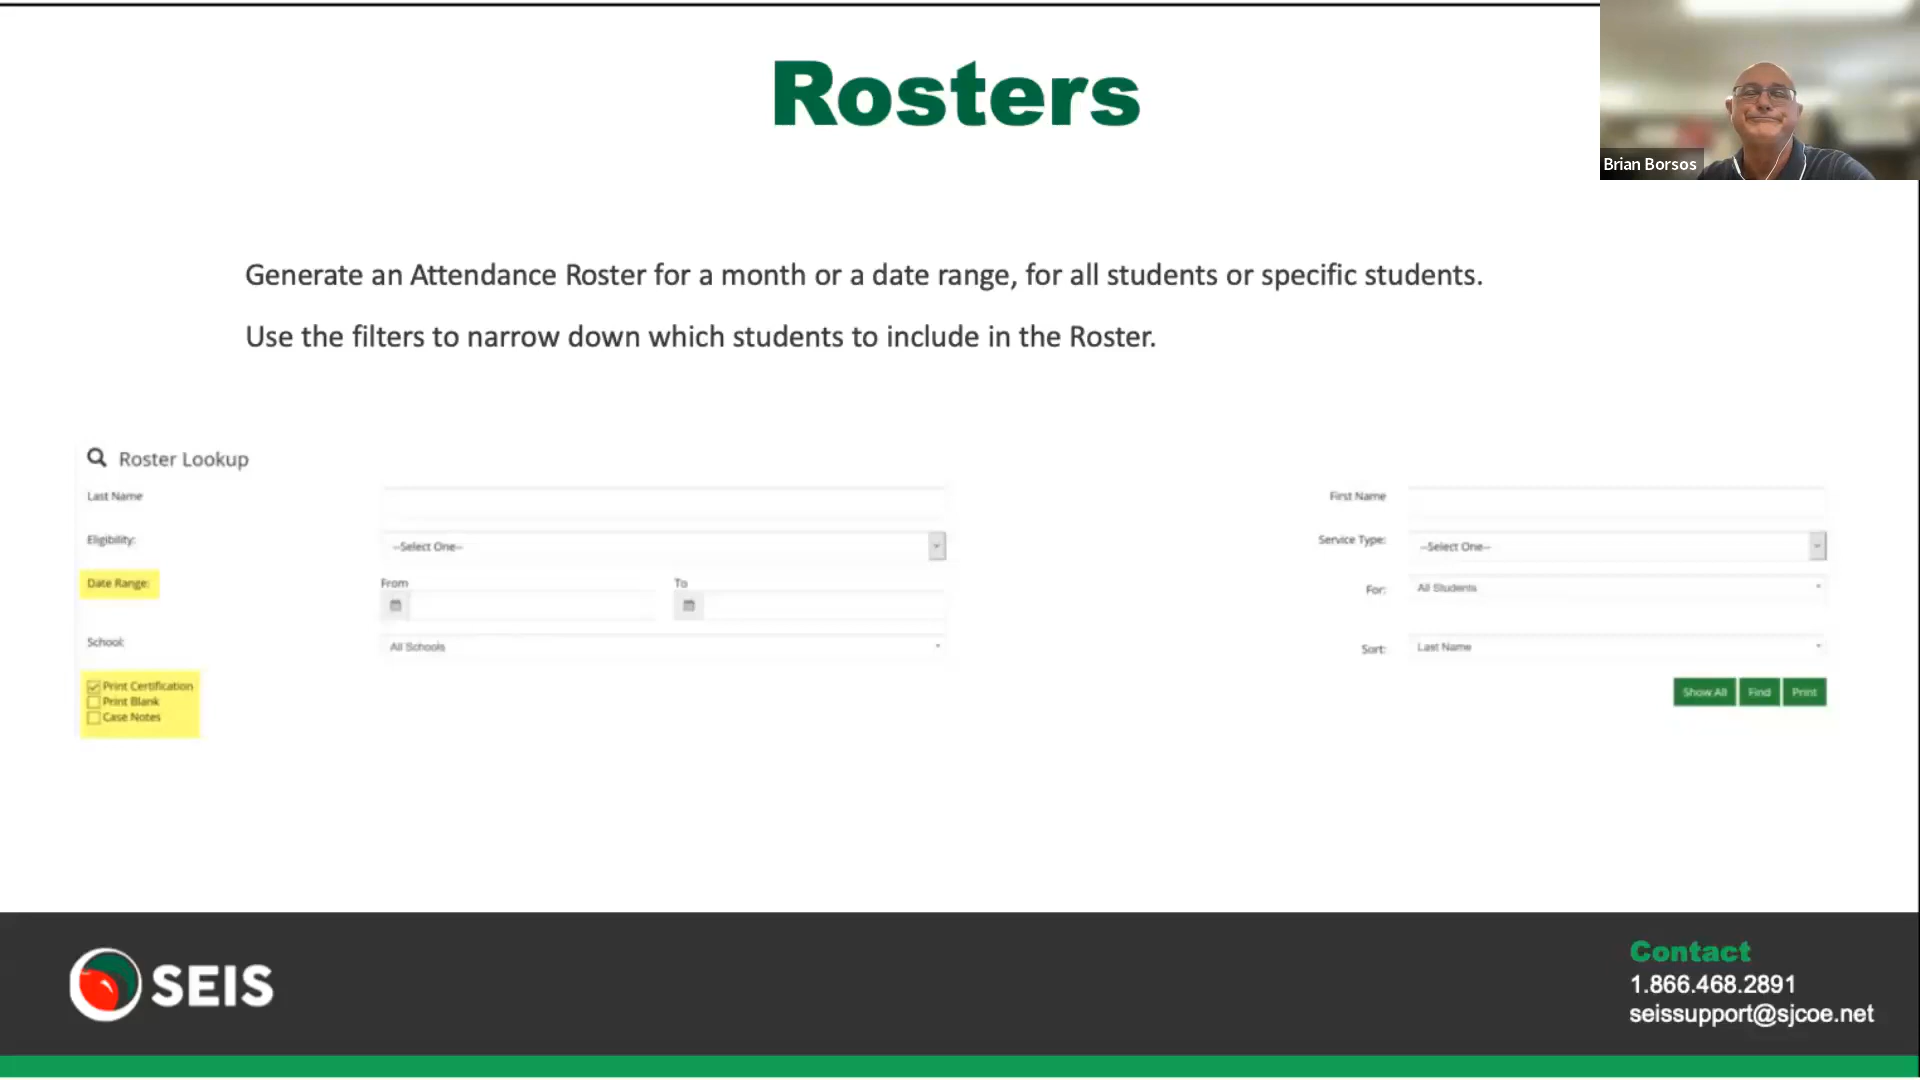 Rosters
Brian Borsos
Generate an Attendance Roster for a month or a date range, for all students or specific students.
Use the filters to narrow down which students to include in the Roster.
Roster Lookup
Last Name
First Name
Eligibility:
--Select One--
Service Type:
--Select One--
Date Range:
From
To
For:
All Students
School:
All Schools
Sort:
Last Name
Print Certification
Print Blank
Case Notes
Show All
Find
Print
SEIS
Contact
1.866.468.2891
seissupport@sjcoe.net